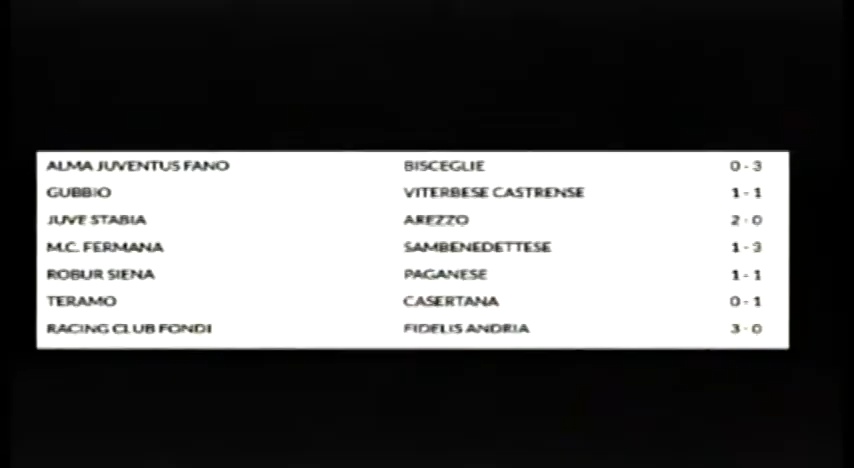 ALMA JUVENTUS FANO BISCEGLIE 0 - 3
GUBBIO VITERBESE CASTRENSE 1 - 1
JUVE STABIA AREZZO 2 - 0
M.C. FERMANA SAMBENEDETTESE 1 - 3
ROBUR SIENA PAGANESE 1 - 1
TERAMO CASERTANA 0 - 1
RACING CLUB FONDI FIDELIS ANDRIA 3 - 0